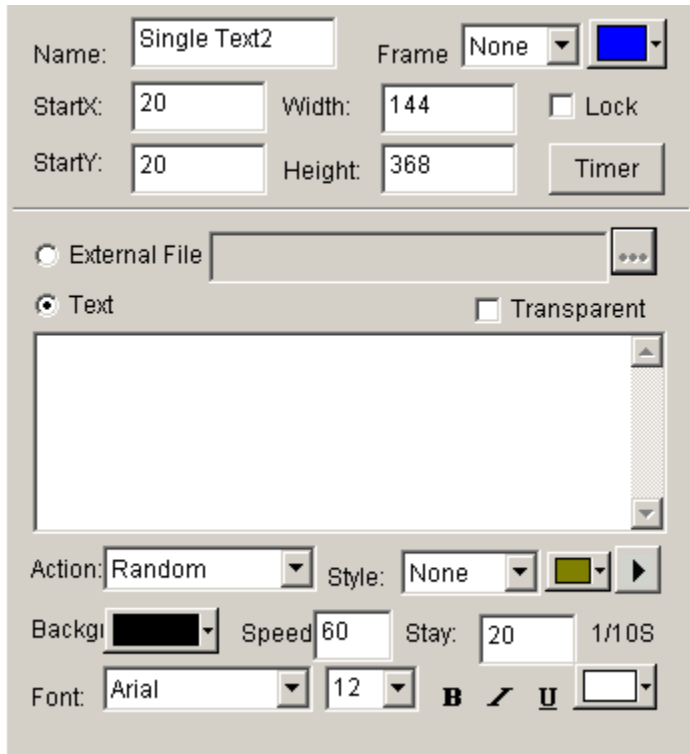 Name: Single Text2 Frame None
StartX: 20 Width: 144 Lock
StartY: 20 Height: 368 Timer
External File ...
Text Transparent
Action: Random Style: None
Backgr Speed 60 Stay: 20 1/10S
Font: Arial 12 B I U